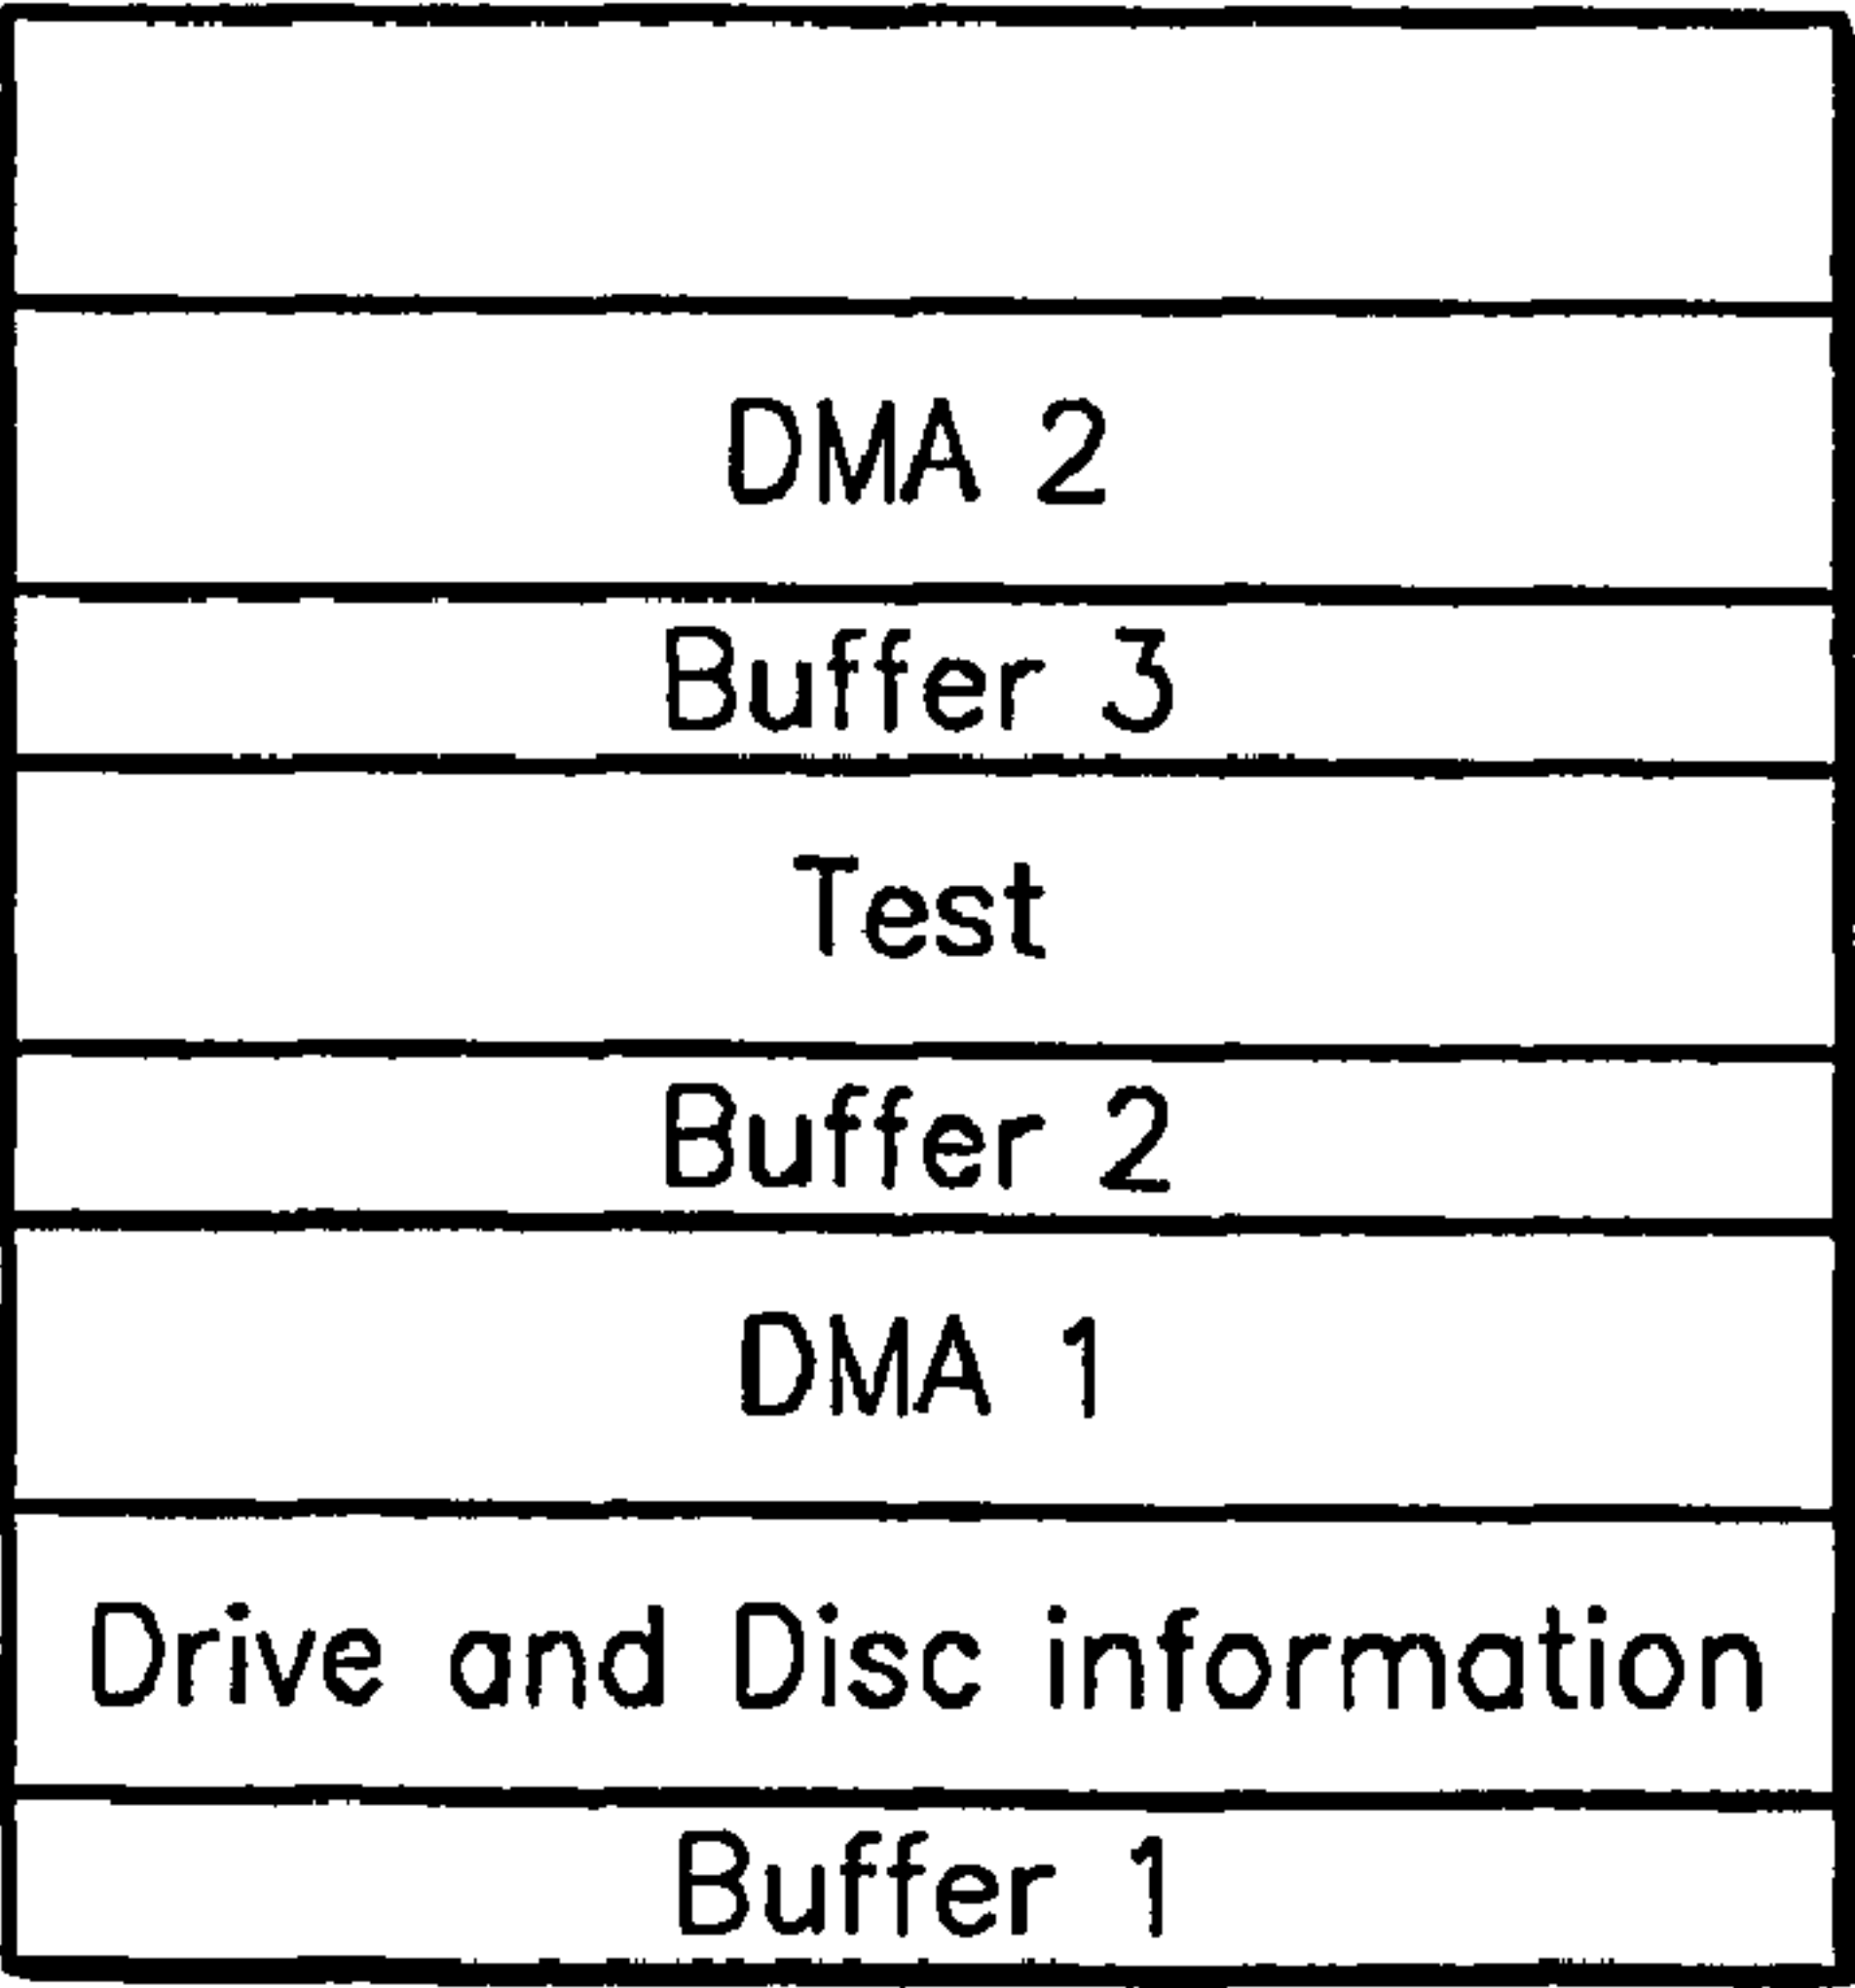 DMA 2
Buffer 3
Test
Buffer 2
DMA 1
Drive and Disc information
Buffer 1